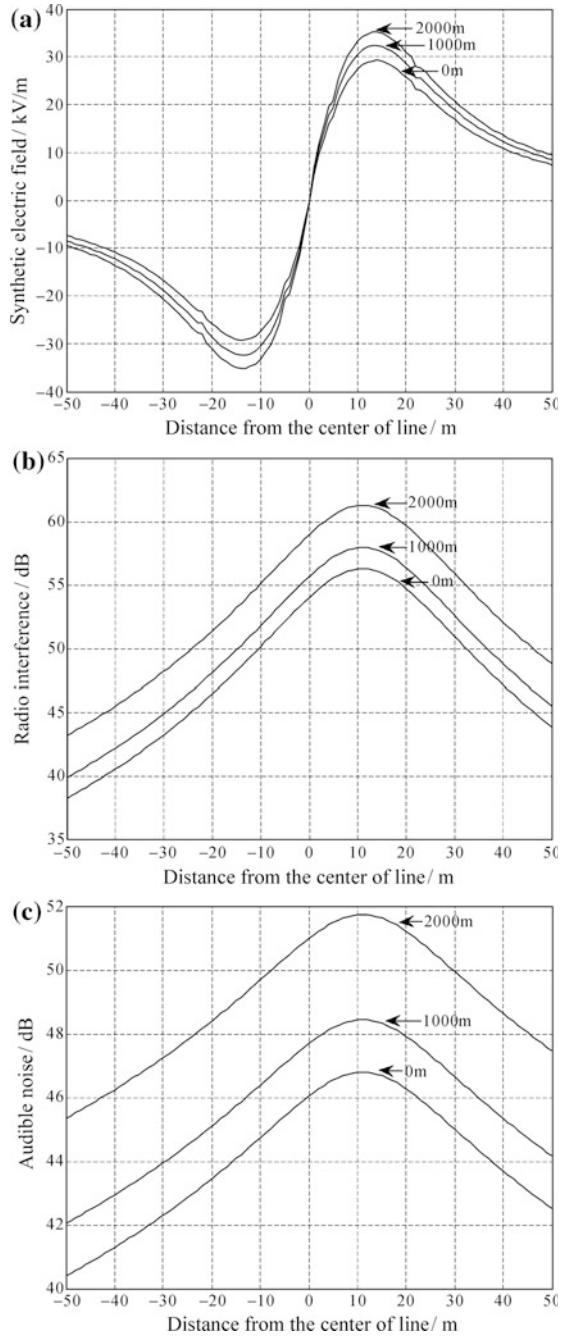 (a)
40
30
20
10
0
−10
−20
−30
−40
Synthetic electric field / kV/m
2000m
1000m
0m
−50 −40 −30 −20 −10 0 10 20 30 40 50
Distance from the center of line / m
(b)
65
60
55
50
45
40
35
Radio interference / dB
2000m
1000m
0m
−50 −40 −30 −20 −10 0 10 20 30 40 50
Distance from the center of line / m
(c)
52
50
48
46
44
42
40
Audible noise / dB
2000m
1000m
0m
−50 −40 −30 −20 −10 0 10 20 30 40 50
Distance from the center of line / m